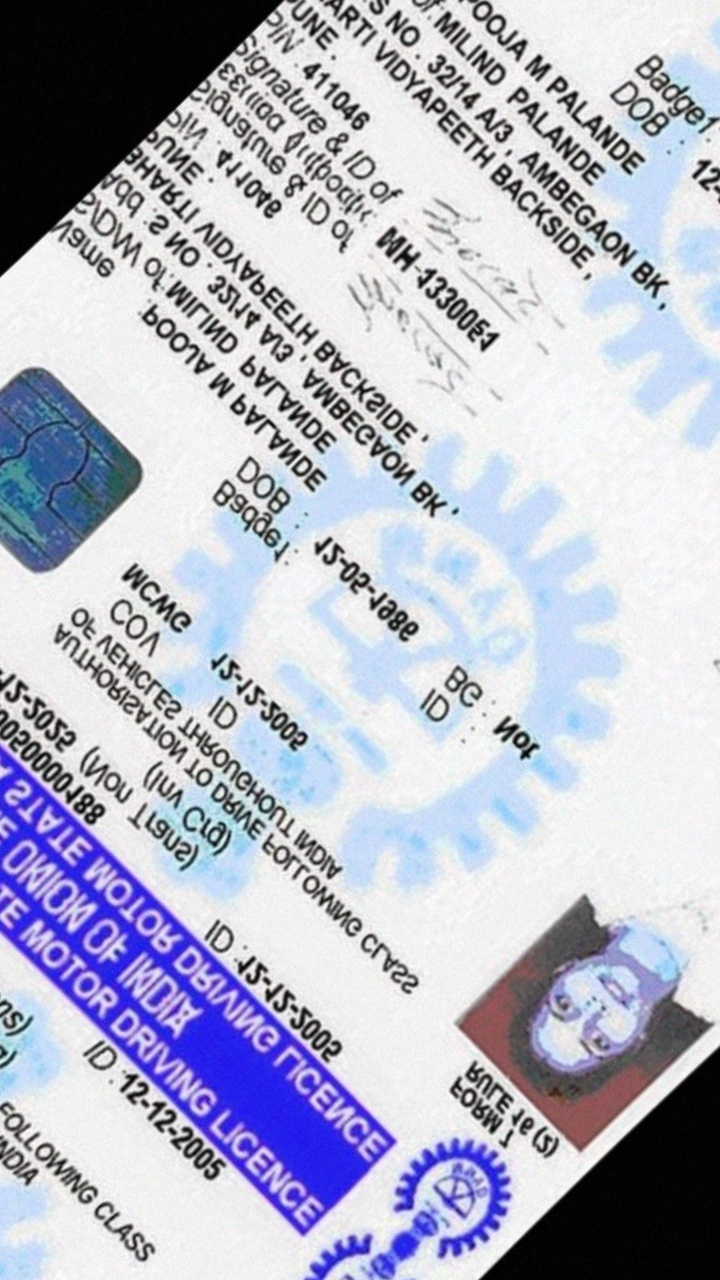 Badge1
DOB : 12-
POOJA M PALANDE
of MILIND PALANDE
S NO . 32/14 A/3 , AMBEGAON BK ,
ARTI VIDYAPEETH BACKSIDE ,
UNE .
PIN . 411046
Signature & ID of
MH-1330051
Signature & ID of
PIN . 411046
PUNE .
BHARTI VIDYAPEETH BACKSIDE ,
Add : S NO . 32/14 A/3 , AMBEGAON BK ,
S/D/W of. MILIND PALANDE
Name : POOJA M PALANDE
DOB : 12-05-1986 BG : Not
Badge1 ID :
MCWG 12-12-2005
COV ID
OF
AUTHORISATION TO DRIVE FOLLOWING CLASS
VEHICLES THROUGHOUT INDIA
12-2025 (Non Trans)
(Inv Crg)
0050000188 ID : 12-12-2005
STATE MOTOR DRIVING LICENCE
UNION OF INDIA
TE MOTOR DRIVING LICENCE
FORM 7
RULE 16 (2)
ID : 12-12-2005
ns)
FOLLOWING CLASS
INDIA